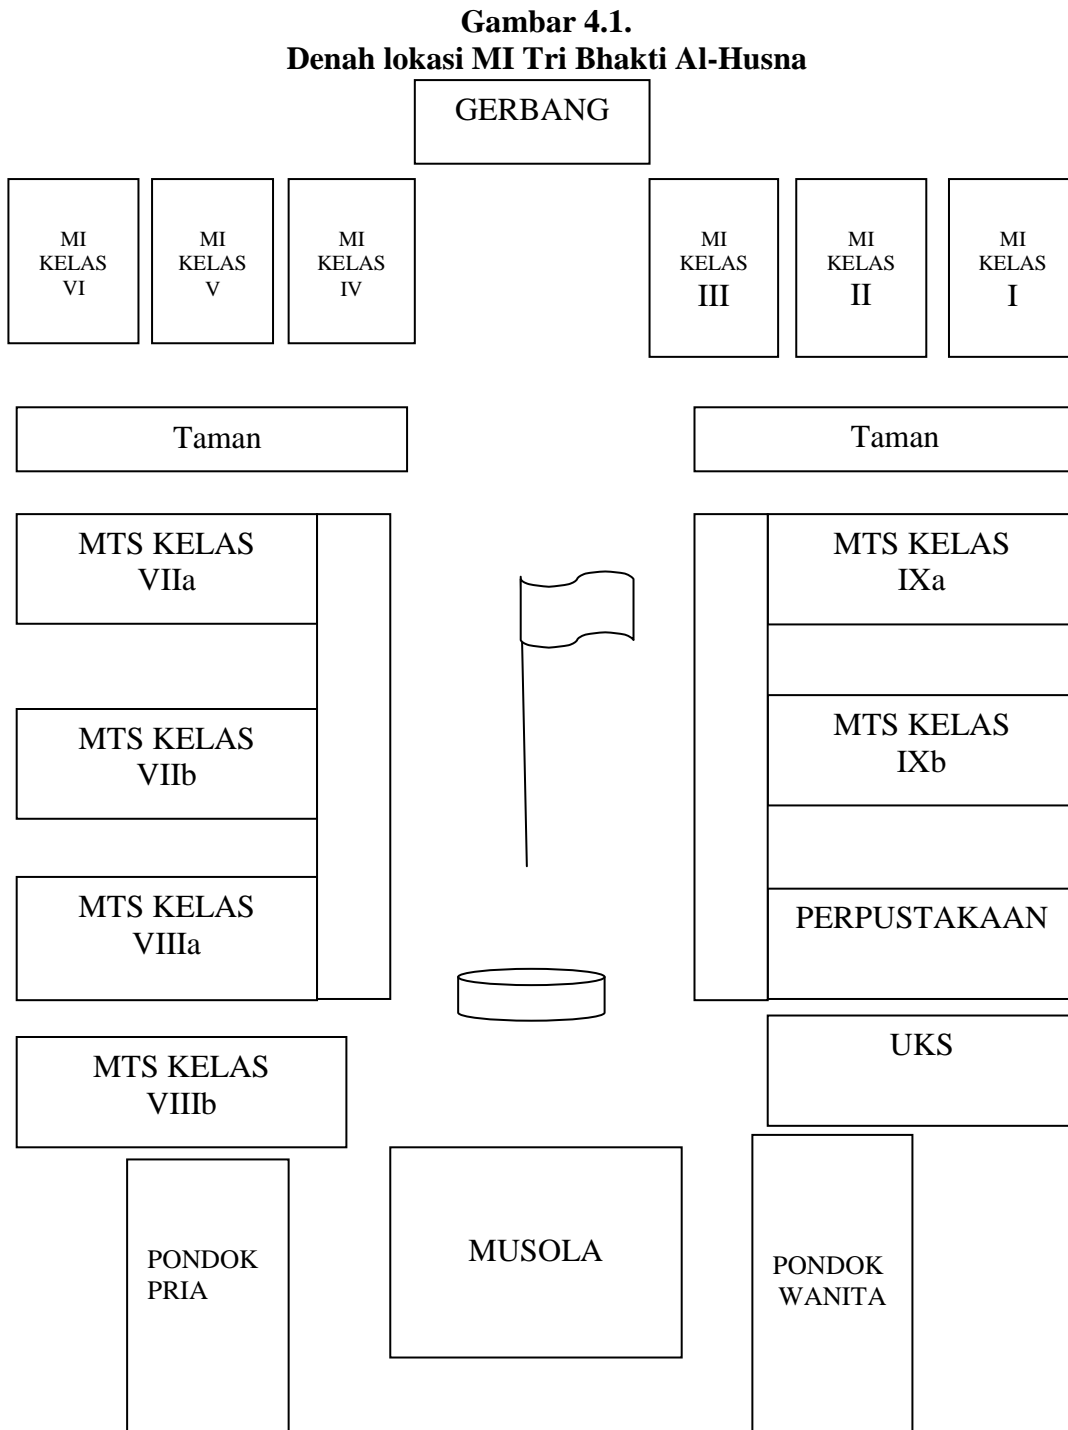 Gambar 4.1.
Denah lokasi MI Tri Bhakti Al-Husna
GERBANG
MI
KELAS
VI
MI
KELAS
V
MI
KELAS
IV
MI
KELAS
III
MI
KELAS
II
MI
KELAS
I
Taman
Taman
MTS KELAS
VIIa
MTS KELAS
IXa
MTS KELAS
VIIb
MTS KELAS
IXb
MTS KELAS
VIIIa
PERPUSTAKAAN
MTS KELAS
VIIIb
UKS
PONDOK
PRIA
MUSOLA
PONDOK
WANITA